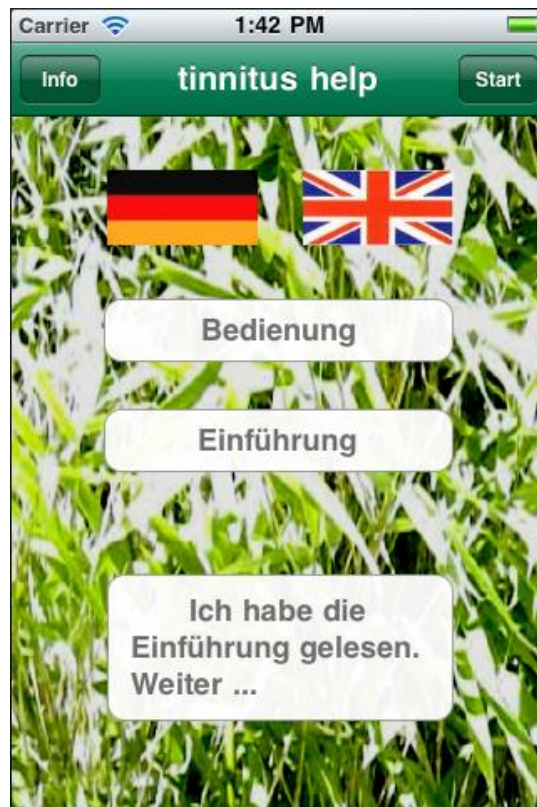 Carrier 1:42 PM
Info tinnitus help Start
Bedienung
Einführung
Ich habe die
Einführung gelesen.
Weiter ...